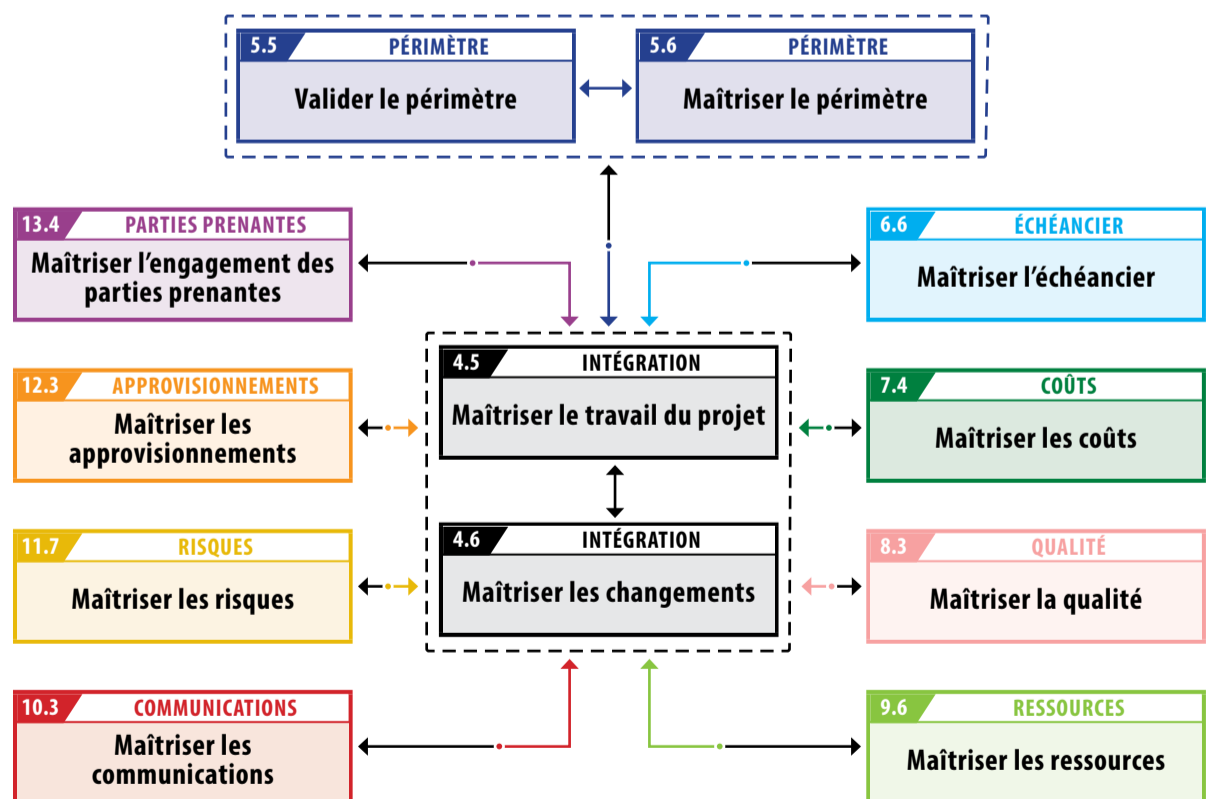 5.5 PÉRIMÈTRE
Valider le périmètre
5.6 PÉRIMÈTRE
Maîtriser le périmètre
13.4 PARTIES PRENANTES
Maîtriser l’engagement des
parties prenantes
6.6 ÉCHÉANCIER
Maîtriser l’échéancier
4.5 INTÉGRATION
Maîtriser le travail du projet
12.3 APPROVISIONNEMENTS
Maîtriser les
approvisionnements
7.4 COÛTS
Maîtriser les coûts
4.6 INTÉGRATION
Maîtriser les changements
11.7 RISQUES
Maîtriser les risques
8.3 QUALITÉ
Maîtriser la qualité
10.3 COMMUNICATIONS
Maîtriser les
communications
9.6 RESSOURCES
Maîtriser les ressources